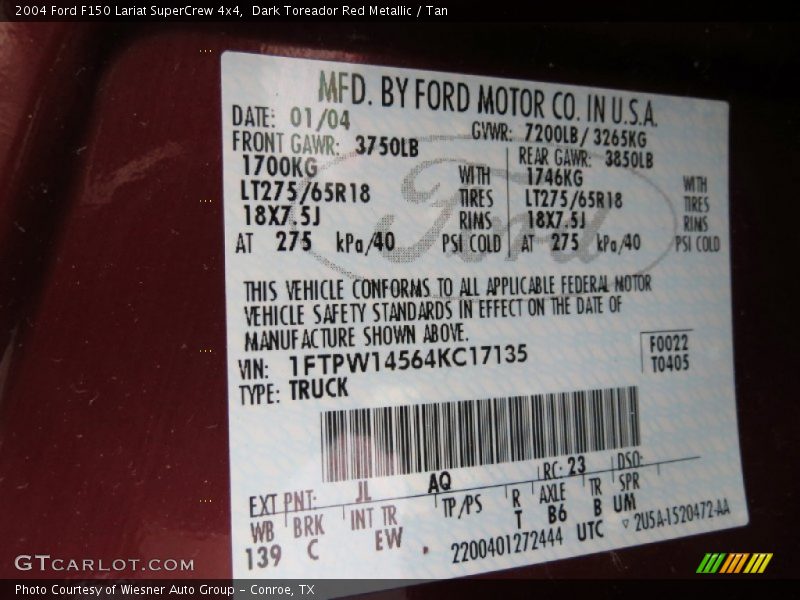 2004 Ford F150 Lariat SuperCrew 4x4, Dark Toreador Red Metallic / Tan
MFD. BY FORD MOTOR CO. IN U.S.A.
DATE: 01/04 GVWR: 7200LB/ 3265KG
FRONT GAWR: 3750LB REAR GAWR: 3850LB
1700KG WITH 1746KG WITH
LT275/65R18 TIRES LT275/65R18 TIRES
18X7.5J RIMS 18X7.5J RIMS
AT 275 kPa/40 PSI COLD AT 275 kPa/40 PSI COLD
Ford
THIS VEHICLE CONFORMS TO ALL APPLICABLE FEDERAL MOTOR
VEHICLE SAFETY STANDARDS IN EFFECT ON THE DATE OF
MANUFACTURE SHOWN ABOVE.
VIN: 1FTPW14564KC17135 F0022
TYPE: TRUCK T0405
EXT PNT: JL AQ RC: 23 DSO:
WB BRK INT TR TP/PS R AXLE TR SPR
139 C EW T B6 B UM
2200401272444 UTC ▽ 2U5A-1520472-AA
GTCARLOT.COM
Photo Courtesy of Wiesner Auto Group - Conroe, TX